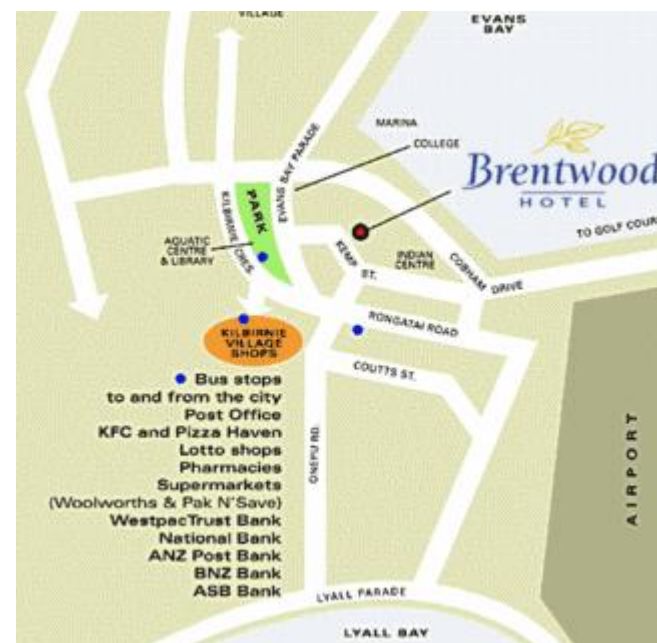 VILLAGE
EVANS
BAY
MARINA
COLLEGE
Brentwood
HOTEL
EVANS BAY PARADE
PARK
KILBIRNIE CRES.
AQUATIC
CENTRE
& LIBRARY
KEMP ST.
INDIAN
CENTRE
COBHAM DRIVE
TO GOLF COUR
RONGATAI ROAD
KILBIRNIE
VILLAGE
SHOPS
COUTTS ST.
Bus stops
to and from the city
Post Office
KFC and Pizza Haven
Lotto shops
Pharmacies
Supermarkets
(Woolworths & Pak N'Save)
WestpacTrust Bank
National Bank
ANZ Post Bank
BNZ Bank
ASB Bank
ONEPU RD.
AIRPORT
LYALL PARADE
LYALL BAY